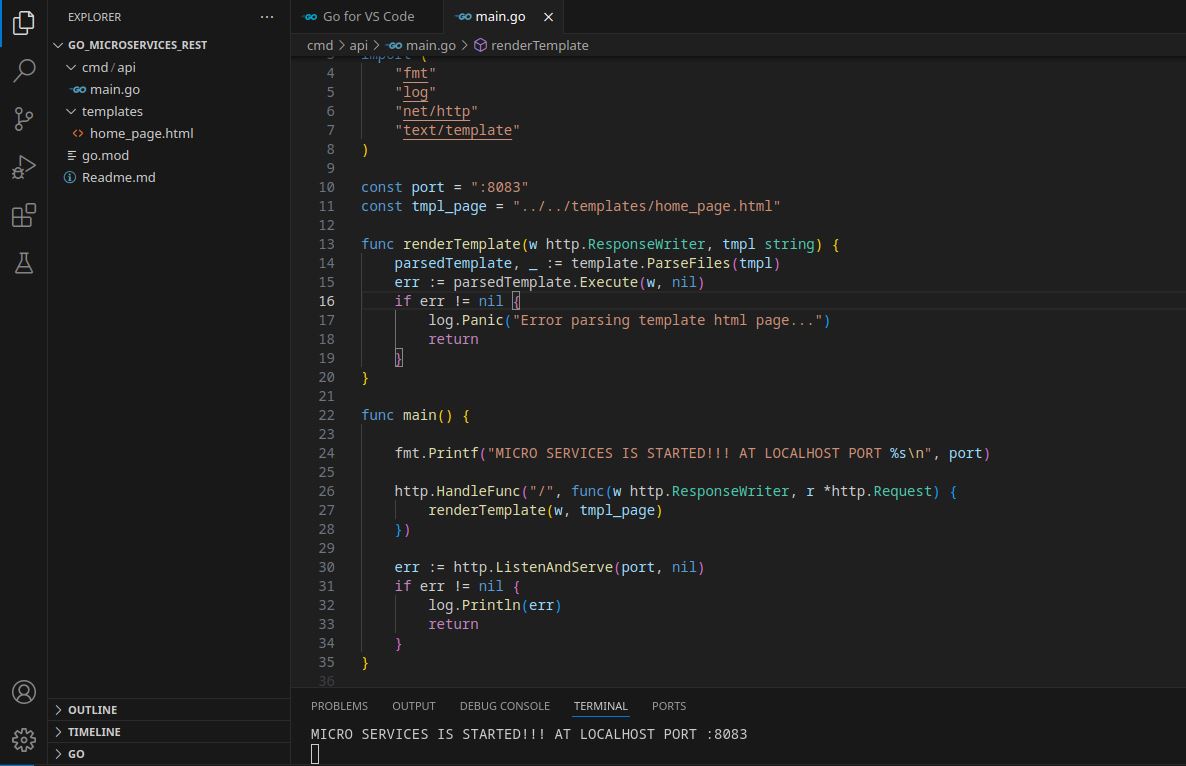 EXPLORER
GO_MICROSERVICES_REST
cmd / api
main.go
templates
home_page.html
go.mod
Readme.md
OUTLINE
TIMELINE
GO
Go for VS Code
main.go
cmd > api > main.go > renderTemplate
3 import (
4 "fmt"
5 "log"
6 "net/http"
7 "text/template"
8 )
9
10 const port = ":8083"
11 const tmpl_page = "../../templates/home_page.html"
12
13 func renderTemplate(w http.ResponseWriter, tmpl string) {
14 parsedTemplate, _ := template.ParseFiles(tmpl)
15 err := parsedTemplate.Execute(w, nil)
16 if err != nil {
17 log.Panic("Error parsing template html page...")
18 return
19 }
20 }
21
22 func main() {
23
24 fmt.Printf("MICRO SERVICES IS STARTED!!! AT LOCALHOST PORT %s\n", port)
25
26 http.HandleFunc("/", func(w http.ResponseWriter, r *http.Request) {
27 renderTemplate(w, tmpl_page)
28 })
29
30 err := http.ListenAndServe(port, nil)
31 if err != nil {
32 log.Println(err)
33 return
34 }
35 }
36
PROBLEMS OUTPUT DEBUG CONSOLE TERMINAL PORTS
MICRO SERVICES IS STARTED!!! AT LOCALHOST PORT :8083